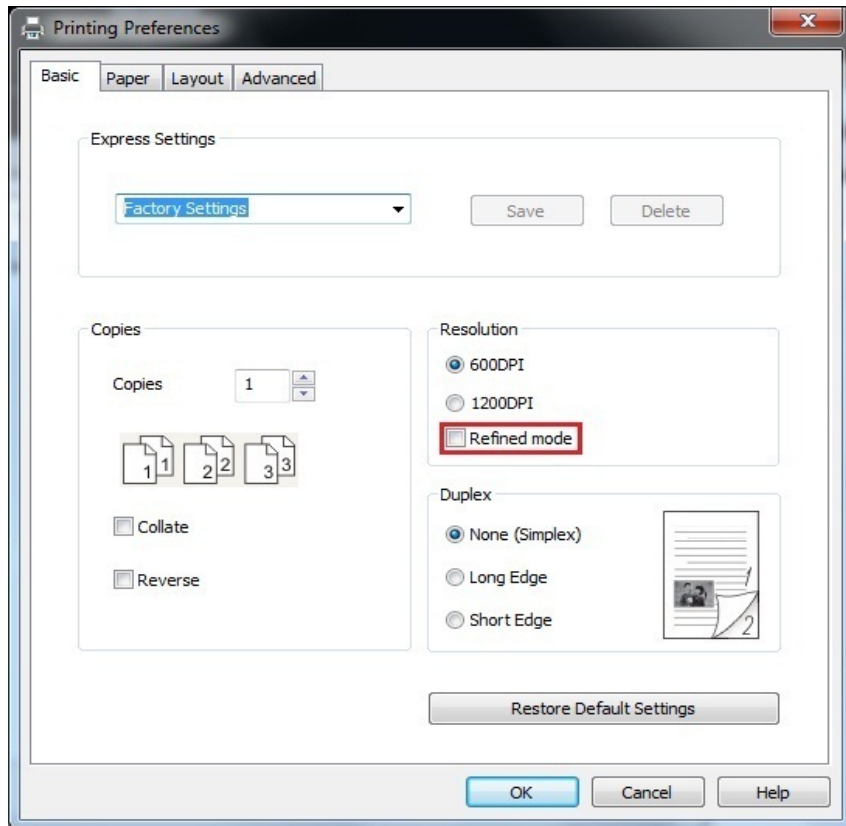 Printing Preferences
Basic Paper Layout Advanced
Express Settings
Factory Settings Save Delete
Copies
Copies 1
1 1 2 2 3 3
Collate
Reverse
Resolution
600DPI
1200DPI
Refined mode
Duplex
None (Simplex)
Long Edge
Short Edge
1
2
Restore Default Settings
OK Cancel Help